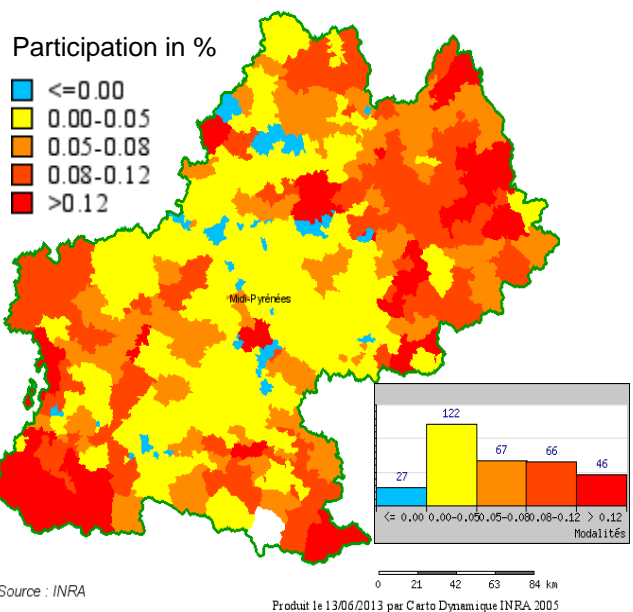 Participation in %
<=0.00
0.00-0.05
0.05-0.08
0.08-0.12
>0.12
Midi-Pyrénées
122
67
66
46
27
<= 0.00 0.00-0.05 0.05-0.08 0.08-0.12 > 0.12
Modalités
Source : INRA
0 21 42 63 84 km
Produit le 13/06/2013 par Carto Dynamique INRA 2005